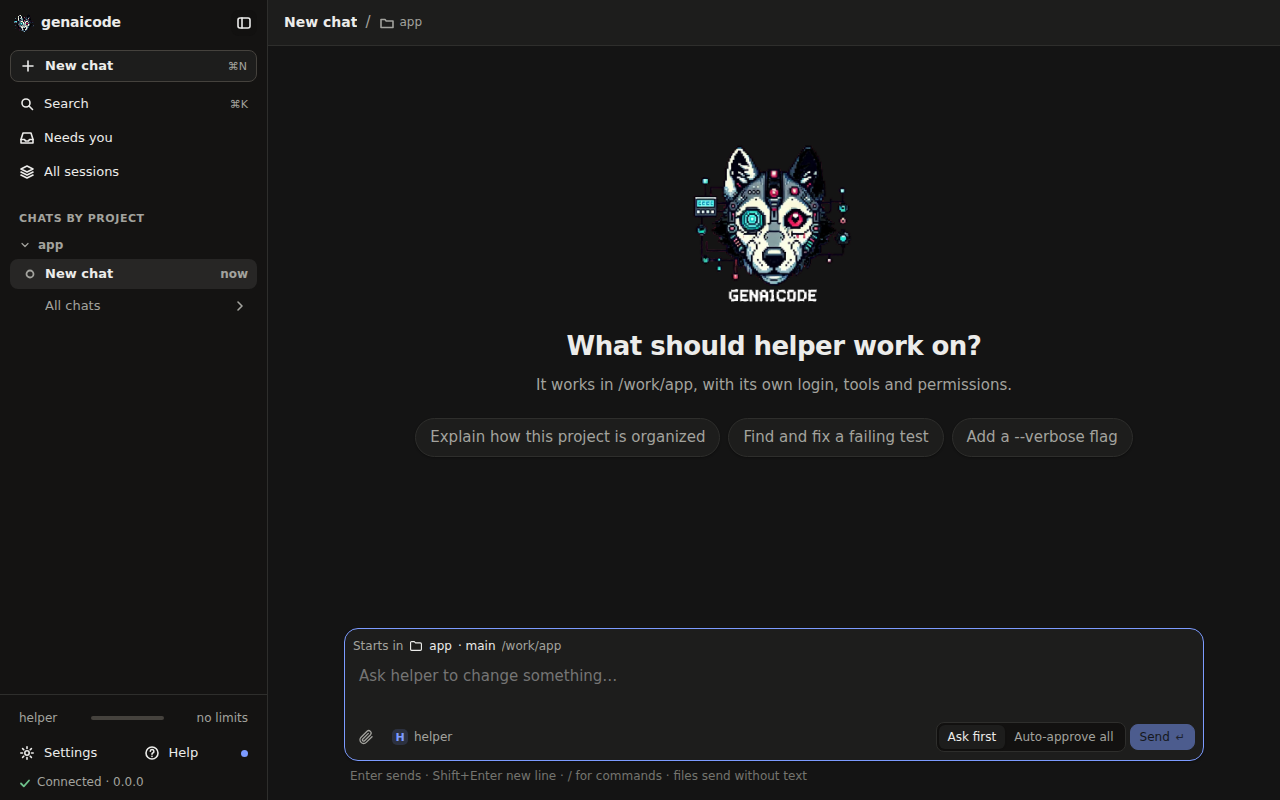 genaicode
New chat ⌘N
Search ⌘K
Needs you
All sessions
CHATS BY PROJECT
app
New chat now
All chats
helper no limits
Settings Help
Connected · 0.0.0
New chat / app
GENAICODE
What should helper work on?
It works in /work/app, with its own login, tools and permissions.
Explain how this project is organized Find and fix a failing test Add a --verbose flag
Starts in app · main /work/app
Ask helper to change something…
H helper Ask first Auto-approve all Send ↵
Enter sends · Shift+Enter new line · / for commands · files send without text